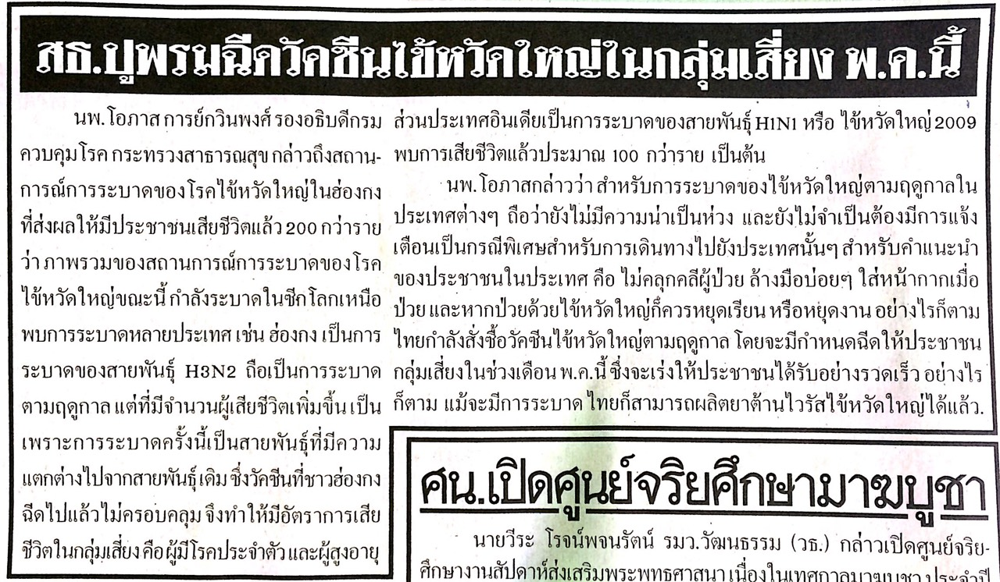 สธ.ปูพรมฉีดวัคซีนไข้หวัดใหญ่ในกลุ่มเสี่ยง พ.ค.นี้
นพ.โอภาส การย์กวินพงศ์ รองอธิบดีกรม
ควบคุมโรค กระทรวงสาธารณสุข กล่าวถึงสถาน-
การณ์การระบาดของโรคไข้หวัดใหญ่ในฮ่องกง
ที่ส่งผลให้มีประชาชนเสียชีวิตแล้ว 200 กว่าราย
ว่า ภาพรวมของสถานการณ์การระบาดของโรค
ไข้หวัดใหญ่ขณะนี้ กำลังระบาดในซีกโลกเหนือ
พบการระบาดหลายประเทศ เช่น ฮ่องกง เป็นการ
ระบาดของสายพันธุ์ H3N2 ถือเป็นการระบาด
ตามฤดูกาล แต่ที่มีจำนวนผู้เสียชีวิตเพิ่มขึ้น เป็น
เพราะการระบาดครั้งนี้เป็นสายพันธุ์ที่มีความ
แตกต่างไปจากสายพันธุ์เดิม ซึ่งวัคซีนที่ชาวฮ่องกง
ฉีดไปแล้วไม่ครอบคลุม จึงทำให้มีอัตราการเสีย
ชีวิตในกลุ่มเสี่ยง คือ ผู้มีโรคประจำตัว และผู้สูงอายุ
ส่วนประเทศอินเดียเป็นการระบาดของสายพันธุ์ H1N1 หรือ ไข้หวัดใหญ่ 2009
พบการเสียชีวิตแล้วประมาณ 100 กว่าราย เป็นต้น
นพ.โอภาสกล่าวว่า สำหรับการระบาดของไข้หวัดใหญ่ตามฤดูกาลใน
ประเทศต่างๆ ถือว่ายังไม่มีความน่าเป็นห่วง และยังไม่จำเป็นต้องมีการแจ้ง
เตือนเป็นกรณีพิเศษสำหรับการเดินทางไปยังประเทศนั้นๆ สำหรับคำแนะนำ
ของประชาชนในประเทศ คือ ไม่คลุกคลีผู้ป่วย ล้างมือบ่อยๆ ใส่หน้ากากเมื่อ
ป่วย และหากป่วยด้วยไข้หวัดใหญ่ก็ควรหยุดเรียน หรือหยุดงาน อย่างไรก็ตาม
ไทยกำลังสั่งซื้อวัคซีนไข้หวัดใหญ่ตามฤดูกาล โดยจะมีกำหนดฉีดให้ประชาชน
กลุ่มเสี่ยงในช่วงเดือน พ.ค.นี้ ซึ่งจะเร่งให้ประชาชนได้รับอย่างรวดเร็ว อย่างไร
ก็ตาม แม้จะมีการระบาด ไทยก็สามารถผลิตยาต้านไวรัสไข้หวัดใหญ่ได้แล้ว.
ศน.เปิดศูนย์จริยศึกษามาฆบูชา
นายวีระ โรจน์พจนรัตน์ รมว.วัฒนธรรม (วธ.) กล่าวเปิดศูนย์จริย-
ศึกษางานสัปดาห์ส่งเสริมพระพุทธศาสนา เนื่องในเทศกาลมาฆบูชา ประจำปี